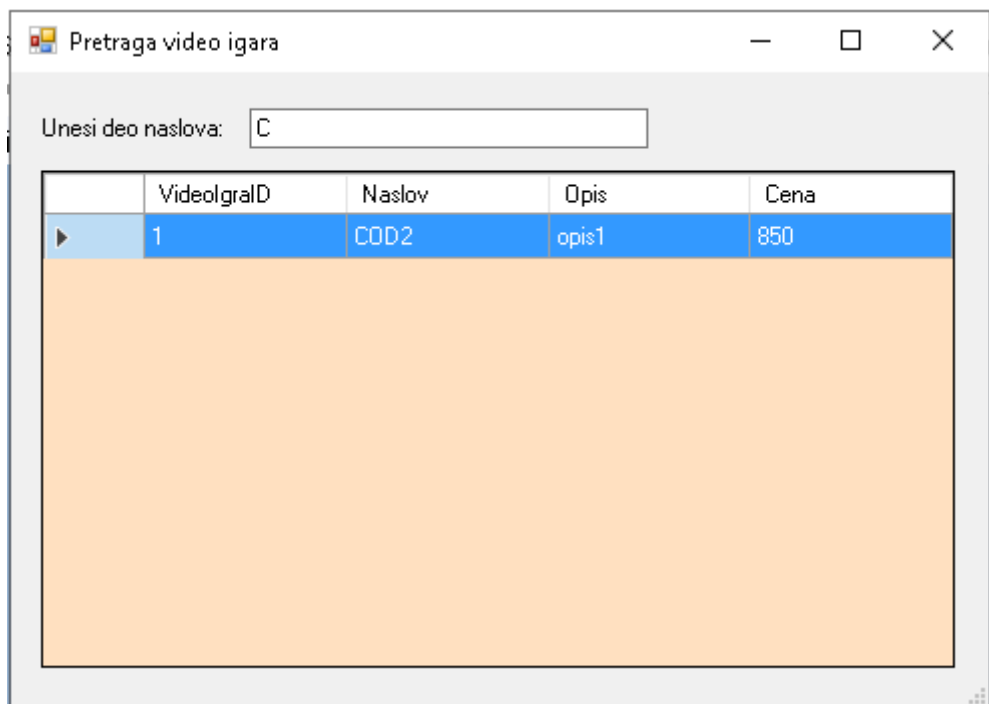 Pretraga video igara
Unesi deo naslova: C
VideoIgraID Naslov Opis Cena
1 COD2 opis1 850